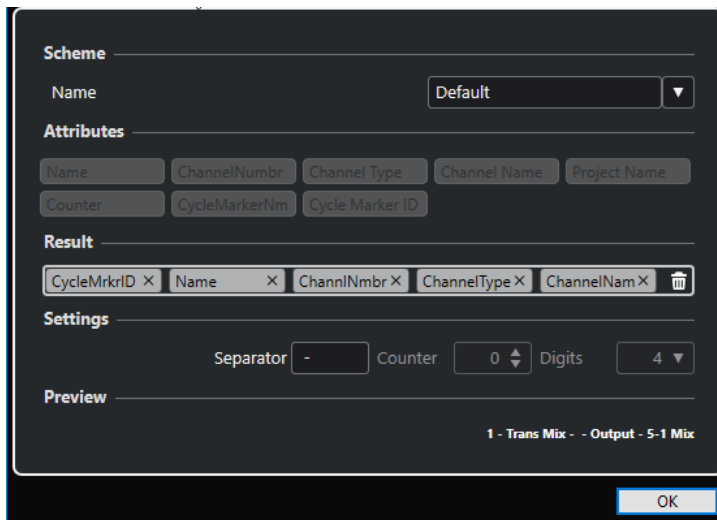 Scheme
Name Default
Attributes
Name ChannelNumbr Channel Type Channel Name Project Name
Counter CycleMarkerNm Cycle Marker ID
Result
CycleMrkrID Name ChannlNmbr ChannelType ChannelNam
Settings
Separator - Counter 0 Digits 4
Preview
1 - Trans Mix - - Output - 5-1 Mix
OK